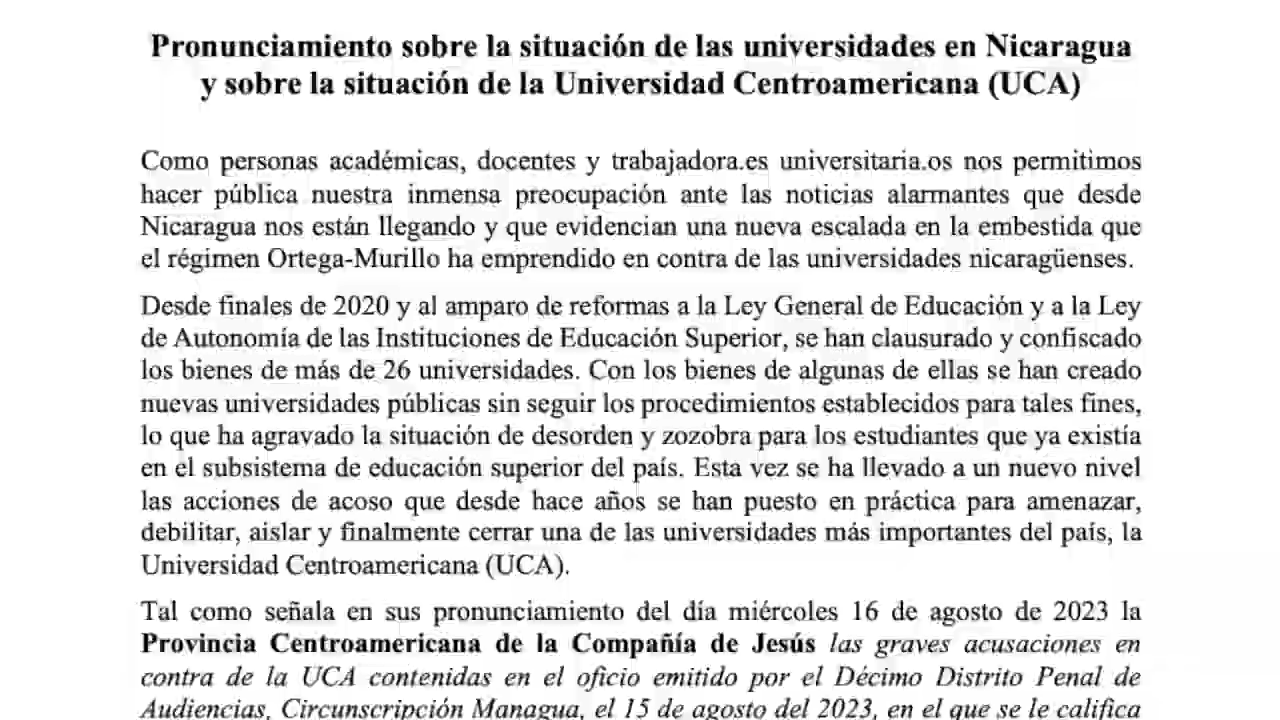 Pronunciamiento sobre la situación de las universidades en Nicaragua
y sobre la situación de la Universidad Centroamericana (UCA)
Como personas académicas, docentes y trabajadora.es universitaria.os nos permitimos
hacer pública nuestra inmensa preocupación ante las noticias alarmantes que desde
Nicaragua nos están llegando y que evidencian una nueva escalada en la embestida que
el régimen Ortega-Murillo ha emprendido en contra de las universidades nicaragüenses.
Desde finales de 2020 y al amparo de reformas a la Ley General de Educación y a la Ley
de Autonomía de las Instituciones de Educación Superior, se han clausurado y confiscado
los bienes de más de 26 universidades. Con los bienes de algunas de ellas se han creado
nuevas universidades públicas sin seguir los procedimientos establecidos para tales fines,
lo que ha agravado la situación de desorden y zozobra para los estudiantes que ya existía
en el subsistema de educación superior del país. Esta vez se ha llevado a un nuevo nivel
las acciones de acoso que desde hace años se han puesto en práctica para amenazar,
debilitar, aislar y finalmente cerrar una de las universidades más importantes del país, la
Universidad Centroamericana (UCA).
Tal como señala en sus pronunciamiento del día miércoles 16 de agosto de 2023 la
Provincia Centroamericana de la Compañía de Jesús las graves acusaciones en
contra de la UCA contenidas en el oficio emitido por el Décimo Distrito Penal de
Audiencias, Circunscripción Managua, el 15 de agosto del 2023, en el que se le califica